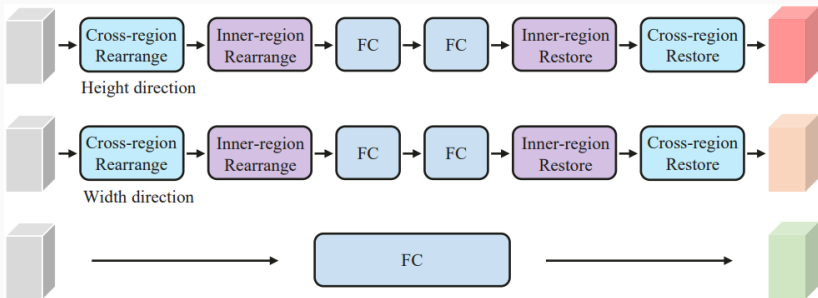 Cross-region
Rearrange
Inner-region
Rearrange
FC
FC
Inner-region
Restore
Cross-region
Restore
Height direction
Cross-region
Rearrange
Inner-region
Rearrange
FC
FC
Inner-region
Restore
Cross-region
Restore
Width direction
FC